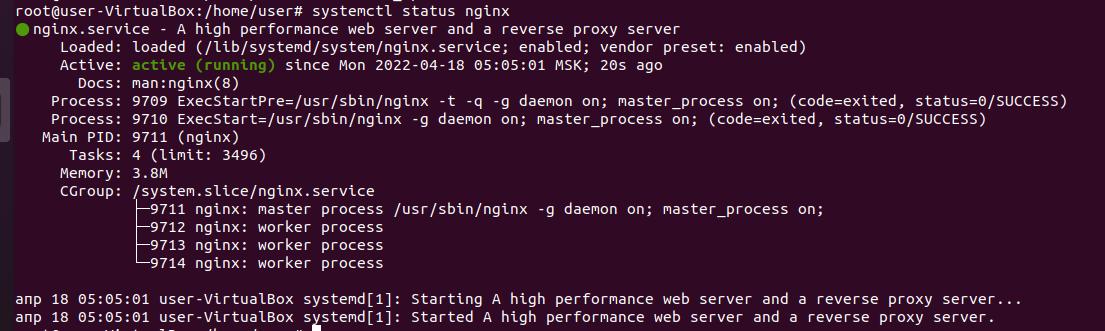 root@user-VirtualBox:/home/user# systemctl status nginx
● nginx.service - A high performance web server and a reverse proxy server
Loaded: loaded (/lib/systemd/system/nginx.service; enabled; vendor preset: enabled)
Active: active (running) since Mon 2022-04-18 05:05:01 MSK; 20s ago
Docs: man:nginx(8)
Process: 9709 ExecStartPre=/usr/sbin/nginx -t -q -g daemon on; master_process on; (code=exited, status=0/SUCCESS)
Process: 9710 ExecStart=/usr/sbin/nginx -g daemon on; master_process on; (code=exited, status=0/SUCCESS)
Main PID: 9711 (nginx)
Tasks: 4 (limit: 3496)
Memory: 3.8M
CGroup: /system.slice/nginx.service
├─9711 nginx: master process /usr/sbin/nginx -g daemon on; master_process on;
├─9712 nginx: worker process
├─9713 nginx: worker process
└─9714 nginx: worker process
апр 18 05:05:01 user-VirtualBox systemd[1]: Starting A high performance web server and a reverse proxy server...
апр 18 05:05:01 user-VirtualBox systemd[1]: Started A high performance web server and a reverse proxy server.